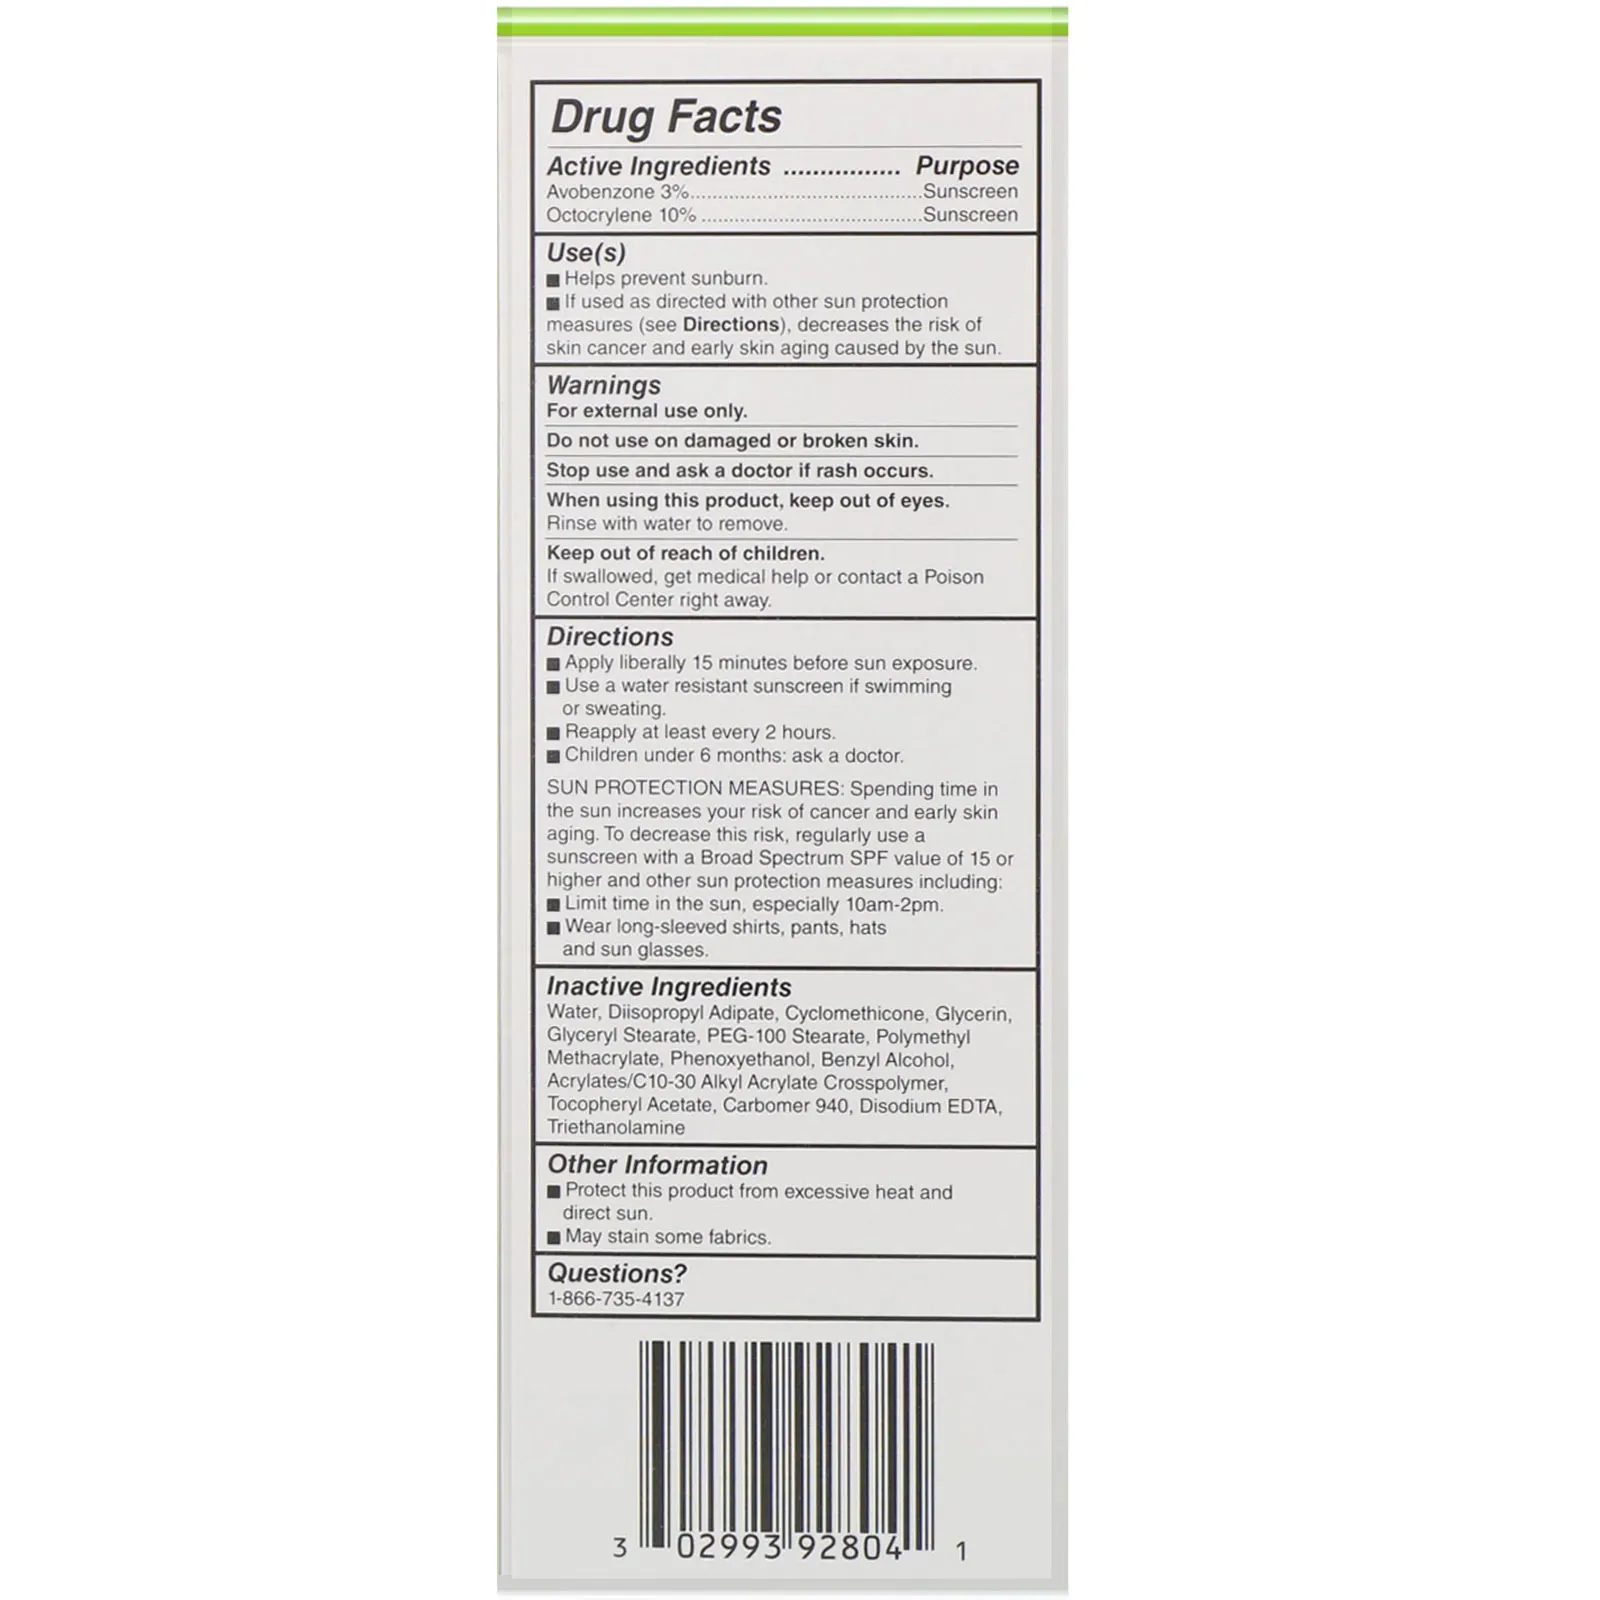 Drug Facts
Active Ingredients ................ Purpose
Avobenzone 3%........................................Sunscreen
Octocrylene 10% ......................................Sunscreen
Use(s)
■ Helps prevent sunburn.
■ If used as directed with other sun protection
measures (see Directions), decreases the risk of
skin cancer and early skin aging caused by the sun.
Warnings
For external use only.
Do not use on damaged or broken skin.
Stop use and ask a doctor if rash occurs.
When using this product, keep out of eyes.
Rinse with water to remove.
Keep out of reach of children.
If swallowed, get medical help or contact a Poison
Control Center right away.
Directions
■ Apply liberally 15 minutes before sun exposure.
■ Use a water resistant sunscreen if swimming
or sweating.
■ Reapply at least every 2 hours.
■ Children under 6 months: ask a doctor.
SUN PROTECTION MEASURES: Spending time in
the sun increases your risk of cancer and early skin
aging. To decrease this risk, regularly use a
sunscreen with a Broad Spectrum SPF value of 15 or
higher and other sun protection measures including:
■ Limit time in the sun, especially 10am-2pm.
■ Wear long-sleeved shirts, pants, hats
and sun glasses.
Inactive Ingredients
Water, Diisopropyl Adipate, Cyclomethicone, Glycerin,
Glyceryl Stearate, PEG-100 Stearate, Polymethyl
Methacrylate, Phenoxyethanol, Benzyl Alcohol,
Acrylates/C10-30 Alkyl Acrylate Crosspolymer,
Tocopheryl Acetate, Carbomer 940, Disodium EDTA,
Triethanolamine
Other Information
■ Protect this product from excessive heat and
direct sun.
■ May stain some fabrics.
Questions?
1-866-735-4137
3 02993 92804 1